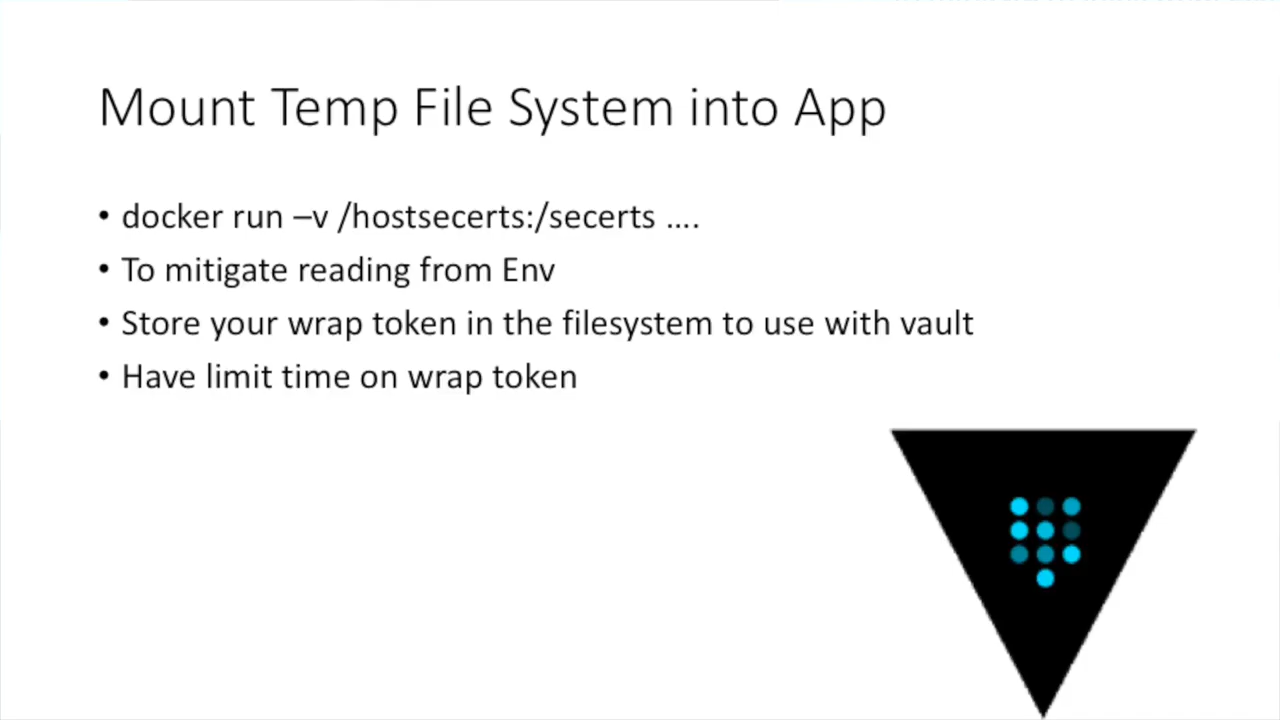 Mount Temp File System into App
• docker run –v /hostsecerts:/secerts ....
• To mitigate reading from Env
• Store your wrap token in the filesystem to use with vault
• Have limit time on wrap token